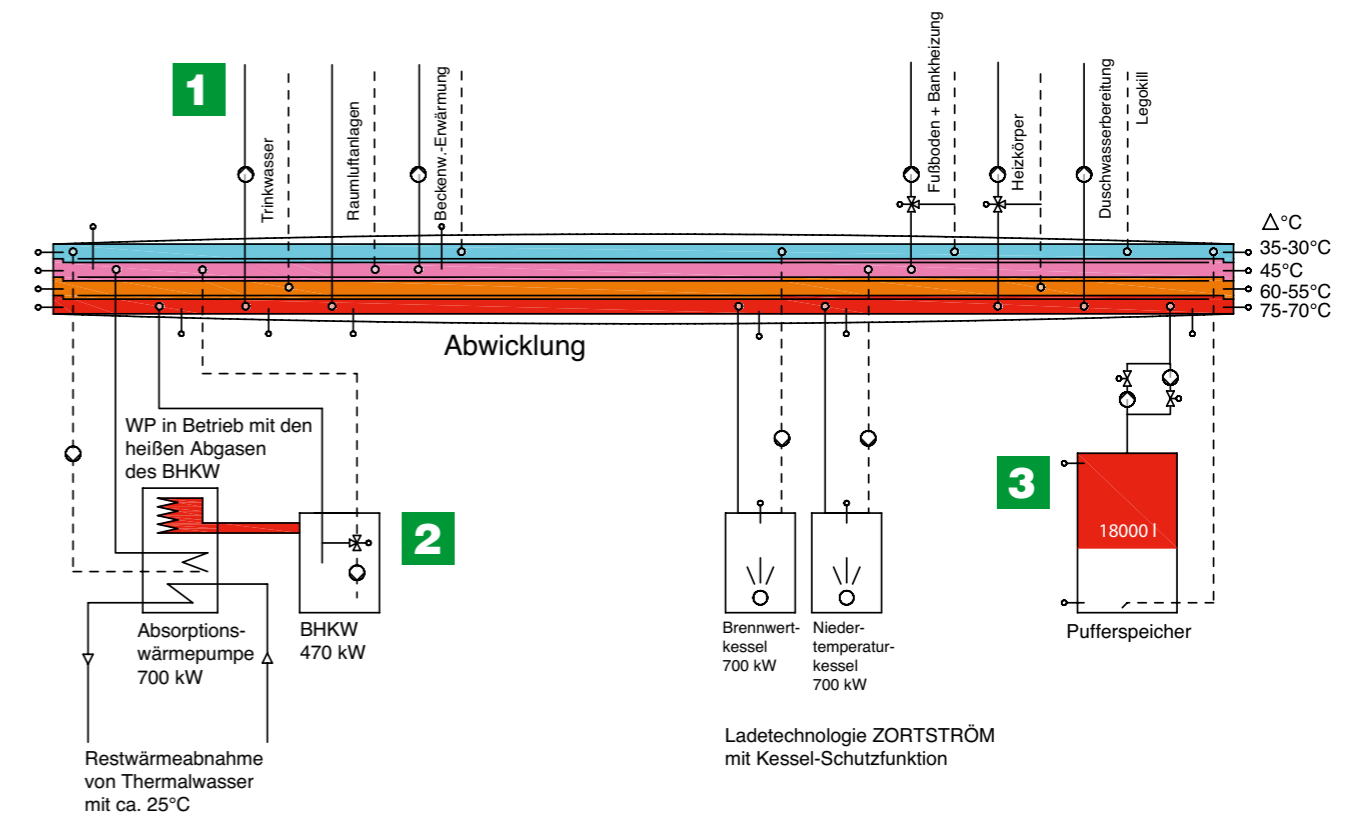 1
Trinkwasser
Raumluftanlagen
Beckenw.-Erwärmung
Fußboden + Bankheizung
Heizkörper
Duschwasserbereitung
Legokill
△°C
35-30°C
45°C
60-55°C
75-70°C
Abwicklung
WP in Betrieb mit den
heißen Abgasen
des BHKW
2
3
18000 l
Absorptions-
wärmepumpe
700 kW
BHKW
470 kW
Brennwert-
kessel
700 kW
Nieder-
temperatur-
kessel
700 kW
Pufferspeicher
Restwärmeabnahme
von Thermalwasser
mit ca. 25°C
Ladetechnologie ZORTSTRÖM
mit Kessel-Schutzfunktion